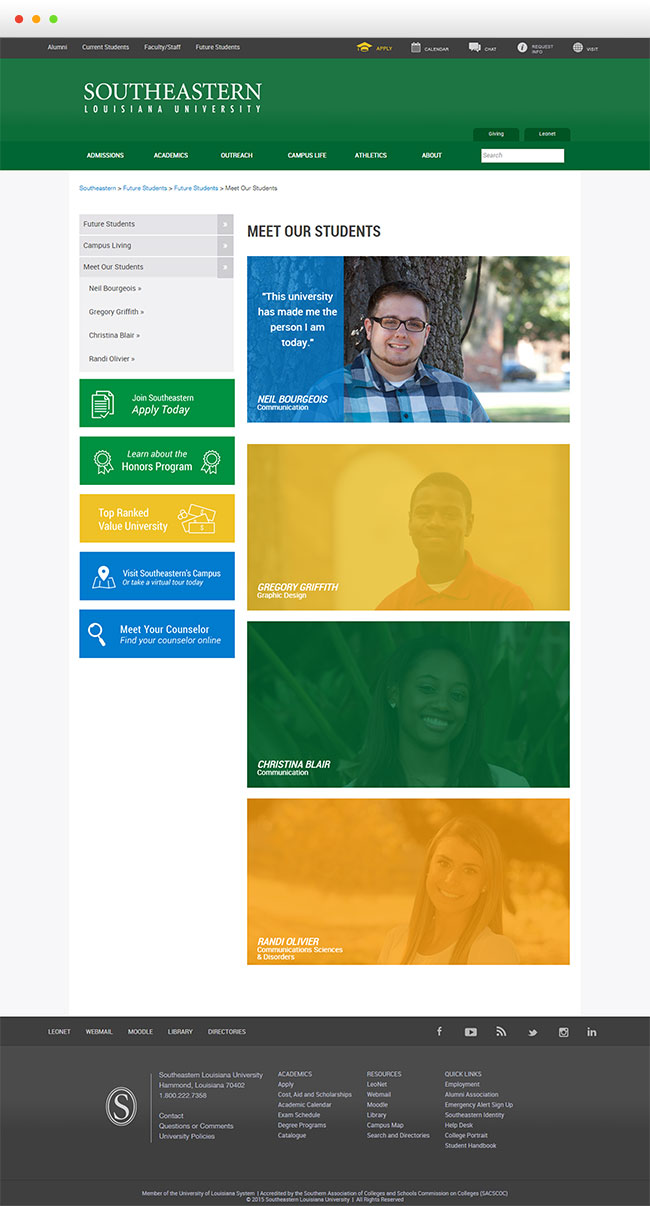 Alumni Current Students Faculty/Staff Future Students APPLY CALENDAR CHAT REQUEST INFO VISIT
SOUTHEASTERN
LOUISIANA UNIVERSITY
Giving Leonet
ADMISSIONS ACADEMICS OUTREACH CAMPUS LIFE ATHLETICS ABOUT Search
Southeastern > Future Students > Future Students > Meet Our Students
Future Students »
Campus Living »
Meet Our Students »
Neil Bourgeois »
Gregory Griffith »
Christina Blair »
Randi Olivier »
Join Southeastern
Apply Today
Learn about the
Honors Program
Top Ranked
Value University
Visit Southeastern's Campus
Or take a virtual tour today
Meet Your Counselor
Find your counselor online
MEET OUR STUDENTS
"This university
has made me the
person I am
today."
NEIL BOURGEOIS
Communication
GREGORY GRIFFITH
Graphic Design
CHRISTINA BLAIR
Communication
RANDI OLIVIER
Communications Sciences
& Disorders
LEONET WEBMAIL MOODLE LIBRARY DIRECTORIES
S
Southeastern Louisiana University
Hammond, Louisiana 70402
1.800.222.7358
Contact
Questions or Comments
University Policies
ACADEMICS
Apply
Cost, Aid and Scholarships
Academic Calendar
Exam Schedule
Degree Programs
Catalogue
RESOURCES
LeoNet
Webmail
Moodle
Library
Campus Map
Search and Directories
QUICK LINKS
Employment
Alumni Association
Emergency Alert Sign Up
Southeastern Identity
Help Desk
College Portrait
Student Handbook
Member of the University of Louisiana System | Accredited by the Southern Association of Colleges and Schools Commission on Colleges (SACSCOC)
© 2015 Southeastern Louisiana University | All Rights Reserved